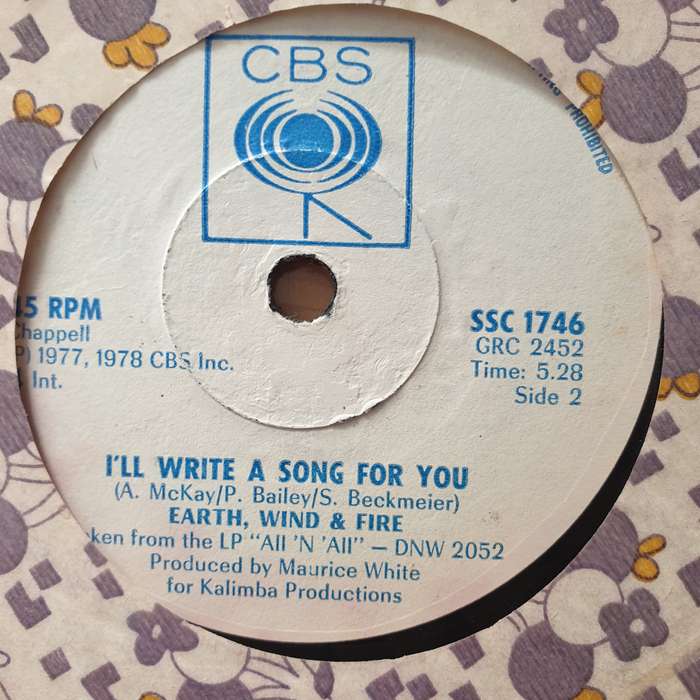 CBS
PROHIBITED
45 RPM
Chappell
(P) 1977, 1978 CBS Inc.
Int.
SSC 1746
GRC 2452
Time: 5.28
Side 2
I'LL WRITE A SONG FOR YOU
(A. McKay/P. Bailey/S. Beckmeier)
EARTH, WIND & FIRE
ken from the LP "All 'N 'All" – DNW 2052
Produced by Maurice White
for Kalimba Productions